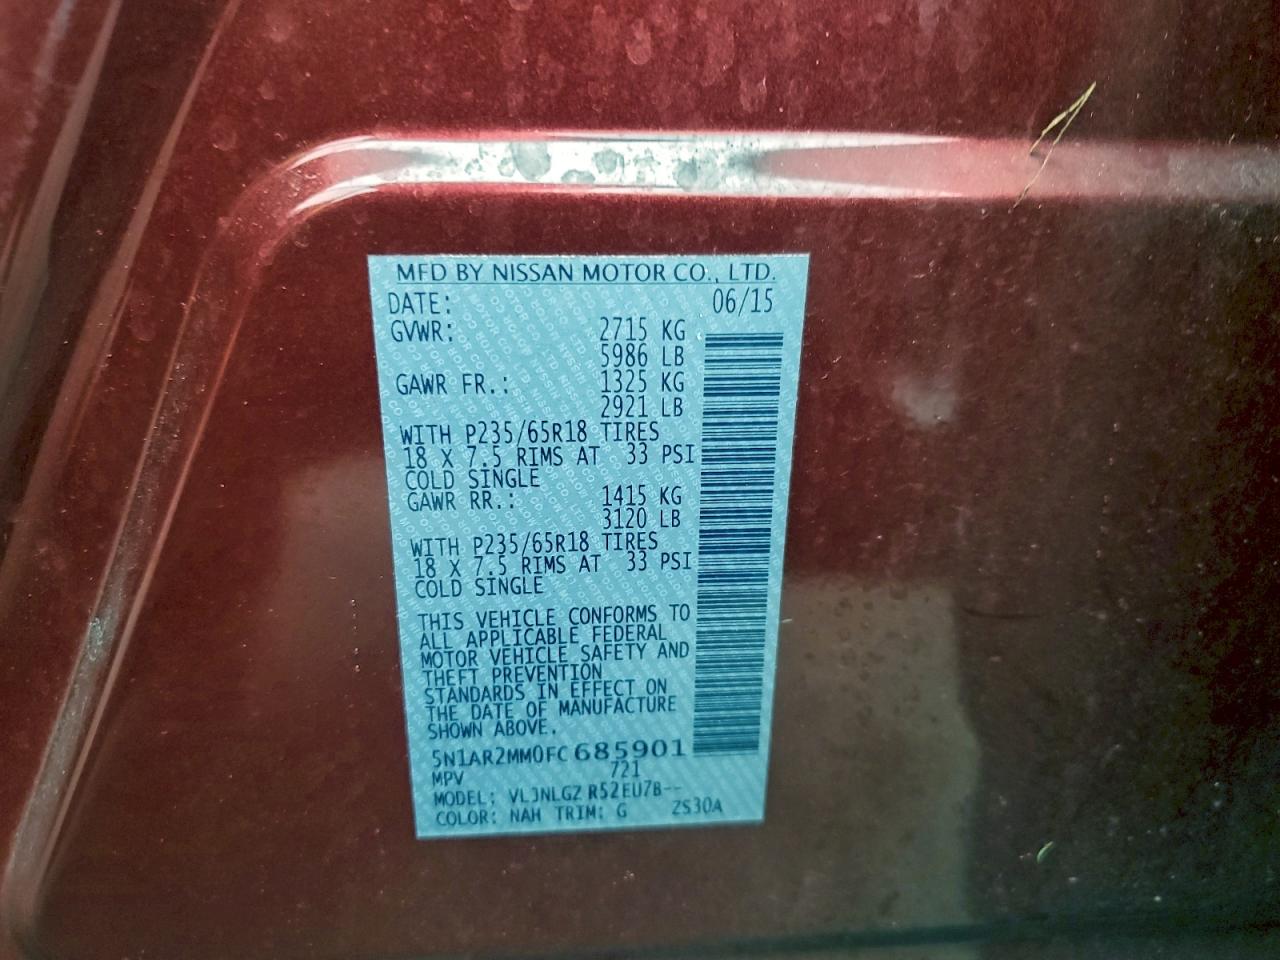 MFD BY NISSAN MOTOR CO., LTD.
DATE: 06/15
GVWR: 2715 KG
5986 LB
GAWR FR.: 1325 KG
2921 LB
WITH P235/65R18 TIRES
18 X 7.5 RIMS AT 33 PSI
COLD SINGLE
GAWR RR.: 1415 KG
3120 LB
WITH P235/65R18 TIRES
18 X 7.5 RIMS AT 33 PSI
COLD SINGLE
THIS VEHICLE CONFORMS TO
ALL APPLICABLE FEDERAL
MOTOR VEHICLE SAFETY AND
THEFT PREVENTION
STANDARDS IN EFFECT ON
THE DATE OF MANUFACTURE
SHOWN ABOVE.
5N1AR2MM0FC 685901
MPV 721
MODEL: VLJNLGZ R52EU7B--
COLOR: NAH TRIM: G ZS30A